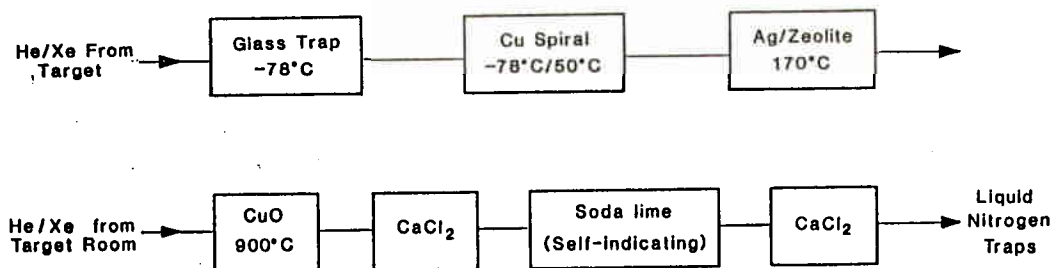 He/Xe From
Target
Glass Trap
-78°C
Cu Spiral
-78°C/50°C
Ag/Zeolite
170°C
He/Xe from
Target Room
CuO
900°C
CaCl₂
Soda lime
(Self-indicating)
CaCl₂
Liquid
Nitrogen
Traps